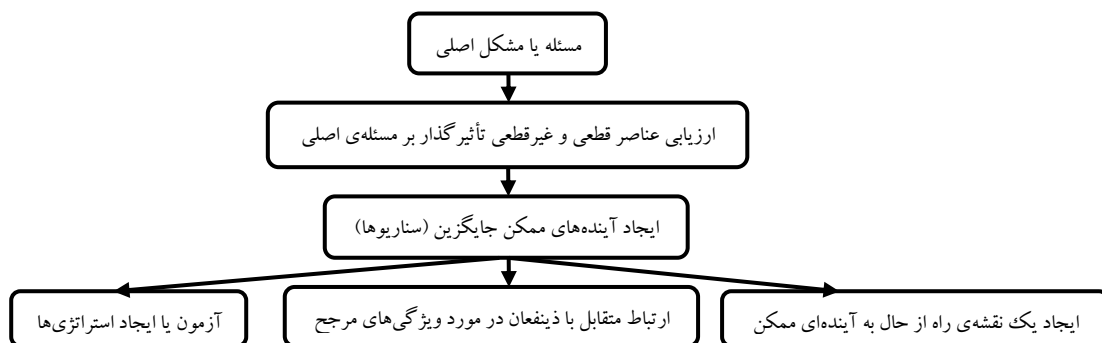 مسئله یا مشکل اصلی
ارزیابی عناصر قطعی و غیرقطعی تأثیرگذار بر مسئله‌ی اصلی
ایجاد آینده‌های ممکن جایگزین (سناریوها)
ایجاد یک نقشه‌ی راه از حال به آینده‌ای ممکن
ارتباط متقابل با ذینفعان در مورد ویژگی‌های مرجح
آزمون یا ایجاد استراتژی‌ها